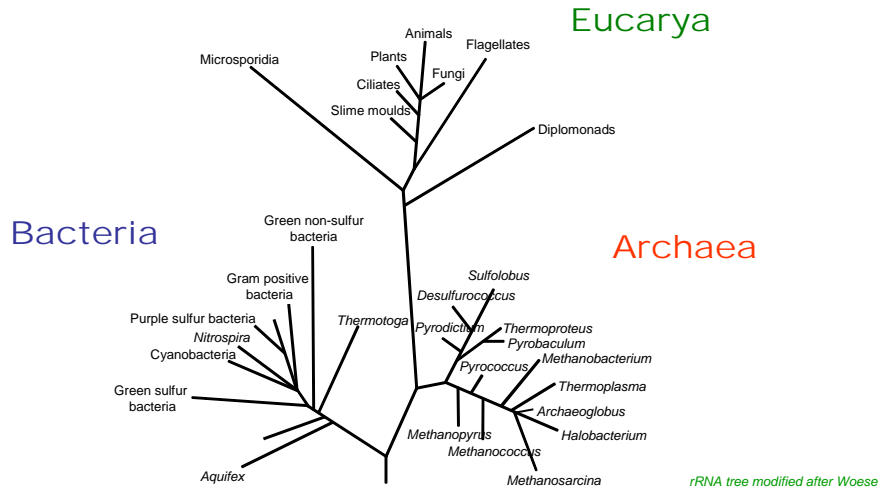 Eucarya
Animals
Flagellates
Plants
Microsporidia
Fungi
Ciliates
Slime moulds
Diplomonads
Bacteria
Green non-sulfur
bacteria
Archaea
Gram positive
bacteria
Sulfolobus
Desulfurococcus
Purple sulfur bacteria
Thermotoga
Pyrodictium
Thermoproteus
Nitrospira
Pyrobaculum
Cyanobacteria
Methanobacterium
Pyrococcus
Green sulfur
bacteria
Thermoplasma
Archaeoglobus
Methanopyrus
Halobacterium
Methanococcus
Aquifex
Methanosarcina
rRNA tree modified after Woese